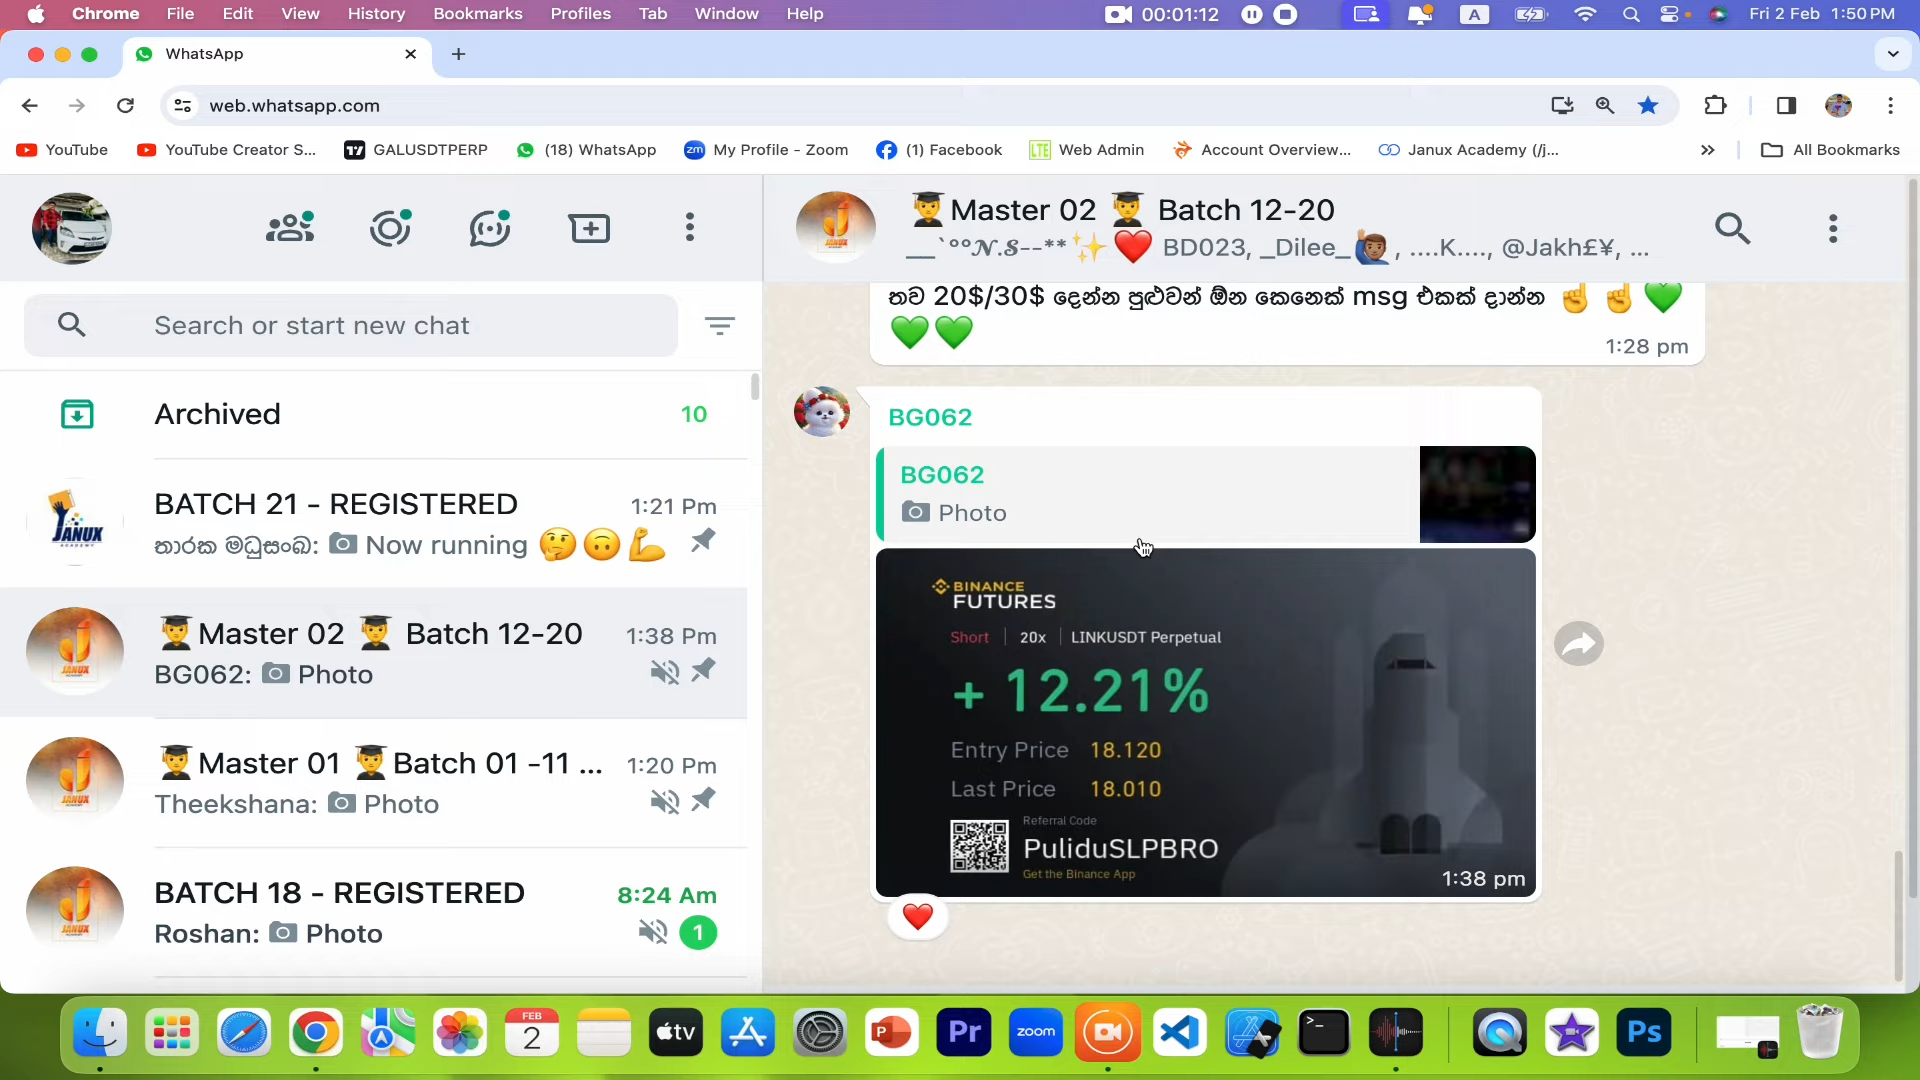 Chrome File Edit View History Bookmarks Profiles Tab Window Help 00:01:12 A Fri 2 Feb 1:50 PM
WhatsApp
web.whatsapp.com
YouTube YouTube Creator S... GALUSDTPERP (18) WhatsApp My Profile - Zoom (1) Facebook LTE Web Admin Account Overview... Janux Academy (/j... » All Bookmarks
👨‍🎓Master 02 👨‍🎓 Batch 12-20
__`°°𝓝.𝓢--**✨❤️ BD023, _Dilee_🙋🏽‍♂️, ....K...., @Jakh£¥, ...
Search or start new chat
Archived 10
BATCH 21 - REGISTERED 1:21 Pm
තාරක මධුසංඛ: Now running 🤔🙃💪
👨‍🎓Master 02 👨‍🎓 Batch 12-20 1:38 Pm
BG062: Photo
👨‍🎓Master 01 👨‍🎓Batch 01 -11 ... 1:20 Pm
Theekshana: Photo
BATCH 18 - REGISTERED 8:24 Am
Roshan: Photo 1
තව 20$/30$ දෙන්න පුළුවන් ඕන කෙනෙක් msg එකක් දාන්න ☝️☝️💚
💚💚
1:28 pm
BG062
BG062
Photo
BINANCE
FUTURES
Short 20x LINKUSDT Perpetual
+ 12.21%
Entry Price 18.120
Last Price 18.010
Referral Code
PuliduSLPBRO
Get the Binance App
1:38 pm
❤️
JANUX
ACADEMY
FEB
2
tv
P
Pr
zoom
Ps